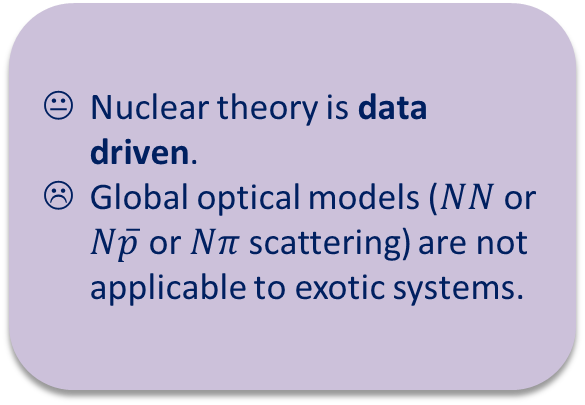 😐 Nuclear theory is data
driven.
☹ Global optical models (𝑁𝑁 or
𝑁𝑝̄ or 𝑁𝜋 scattering) are not
applicable to exotic systems.